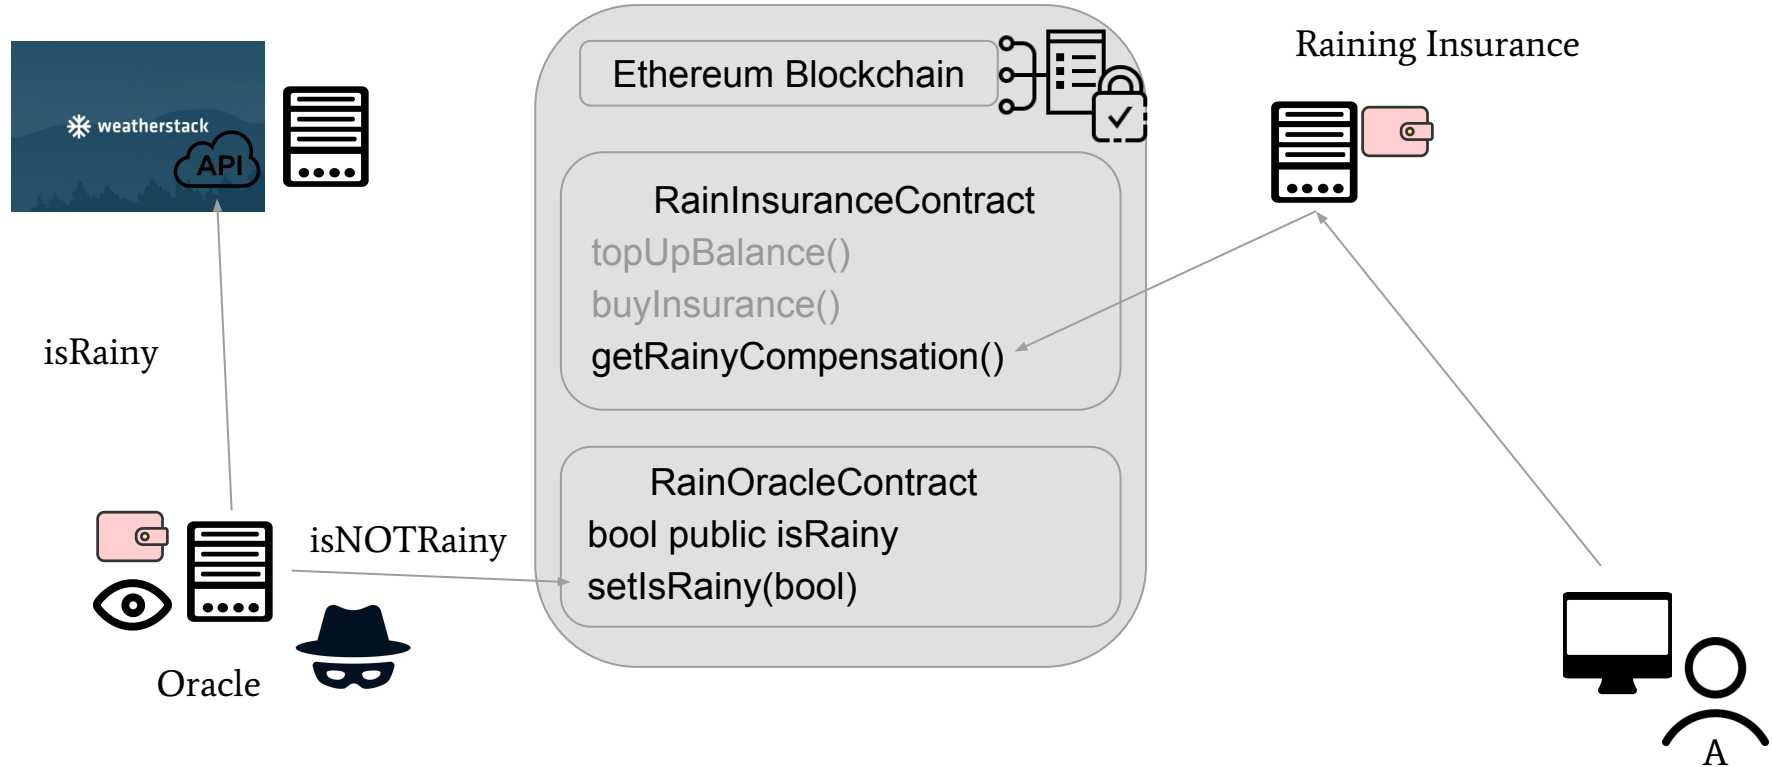 Raining Insurance
Ethereum Blockchain
weatherstack
API
RainInsuranceContract
topUpBalance()
buyInsurance()
getRainyCompensation()
isRainy
RainOracleContract
bool public isRainy
setIsRainy(bool)
isNOTRainy
Oracle
A